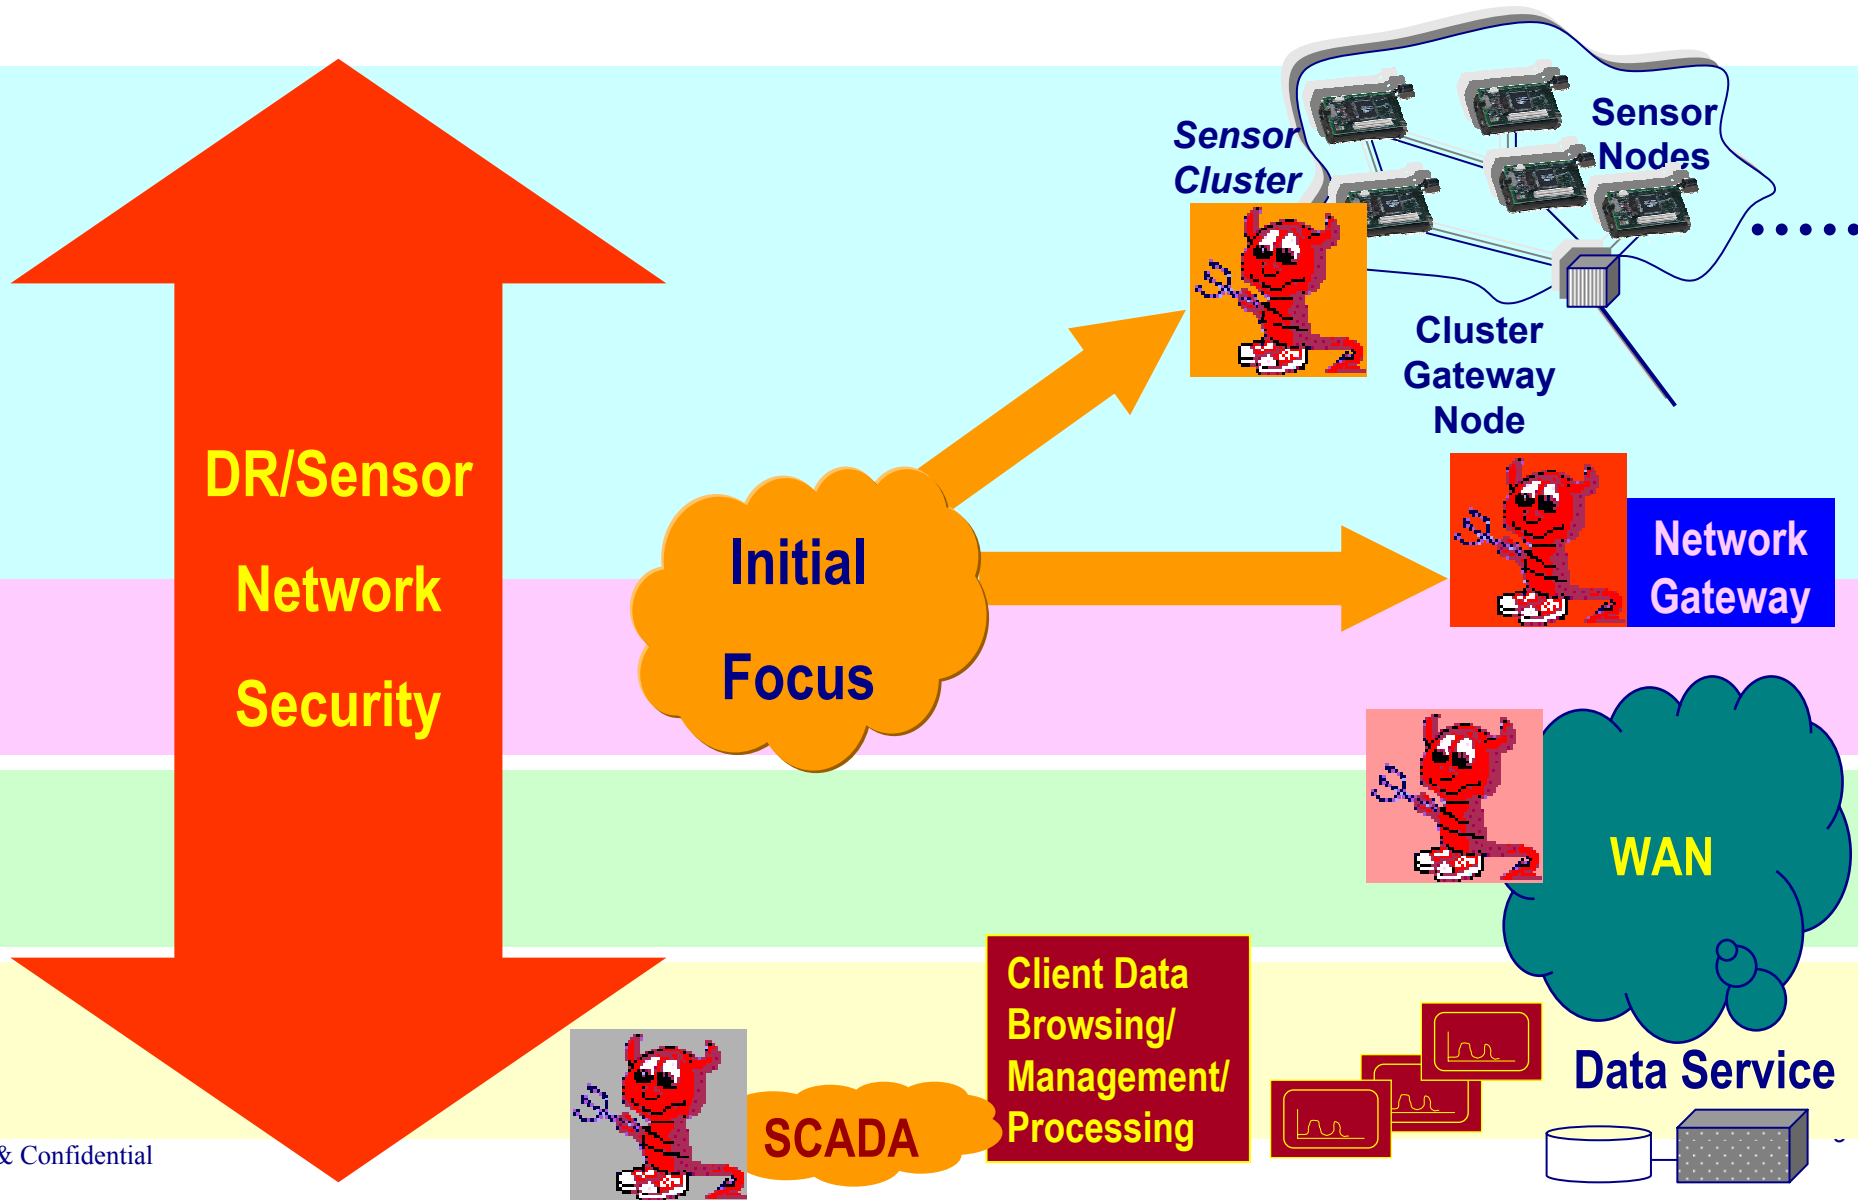 Sensor
Nodes
Sensor
Cluster
Cluster
Gateway
Node
DR/Sensor
Network
Security
Initial
Focus
Network
Gateway
WAN
Client Data
Browsing/
Management/
Processing
SCADA
Data Service
& Confidential